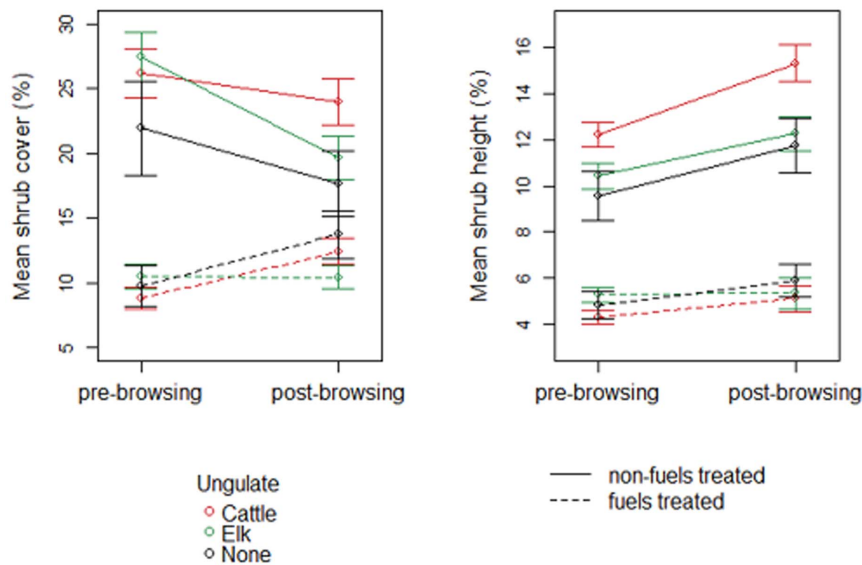 Mean shrub cover (%)
30
25
20
15
10
5
pre-browsing
post-browsing
Mean shrub height (%)
16
14
12
10
8
6
4
pre-browsing
post-browsing
Ungulate
Cattle
Elk
None
non-fuels treated
fuels treated